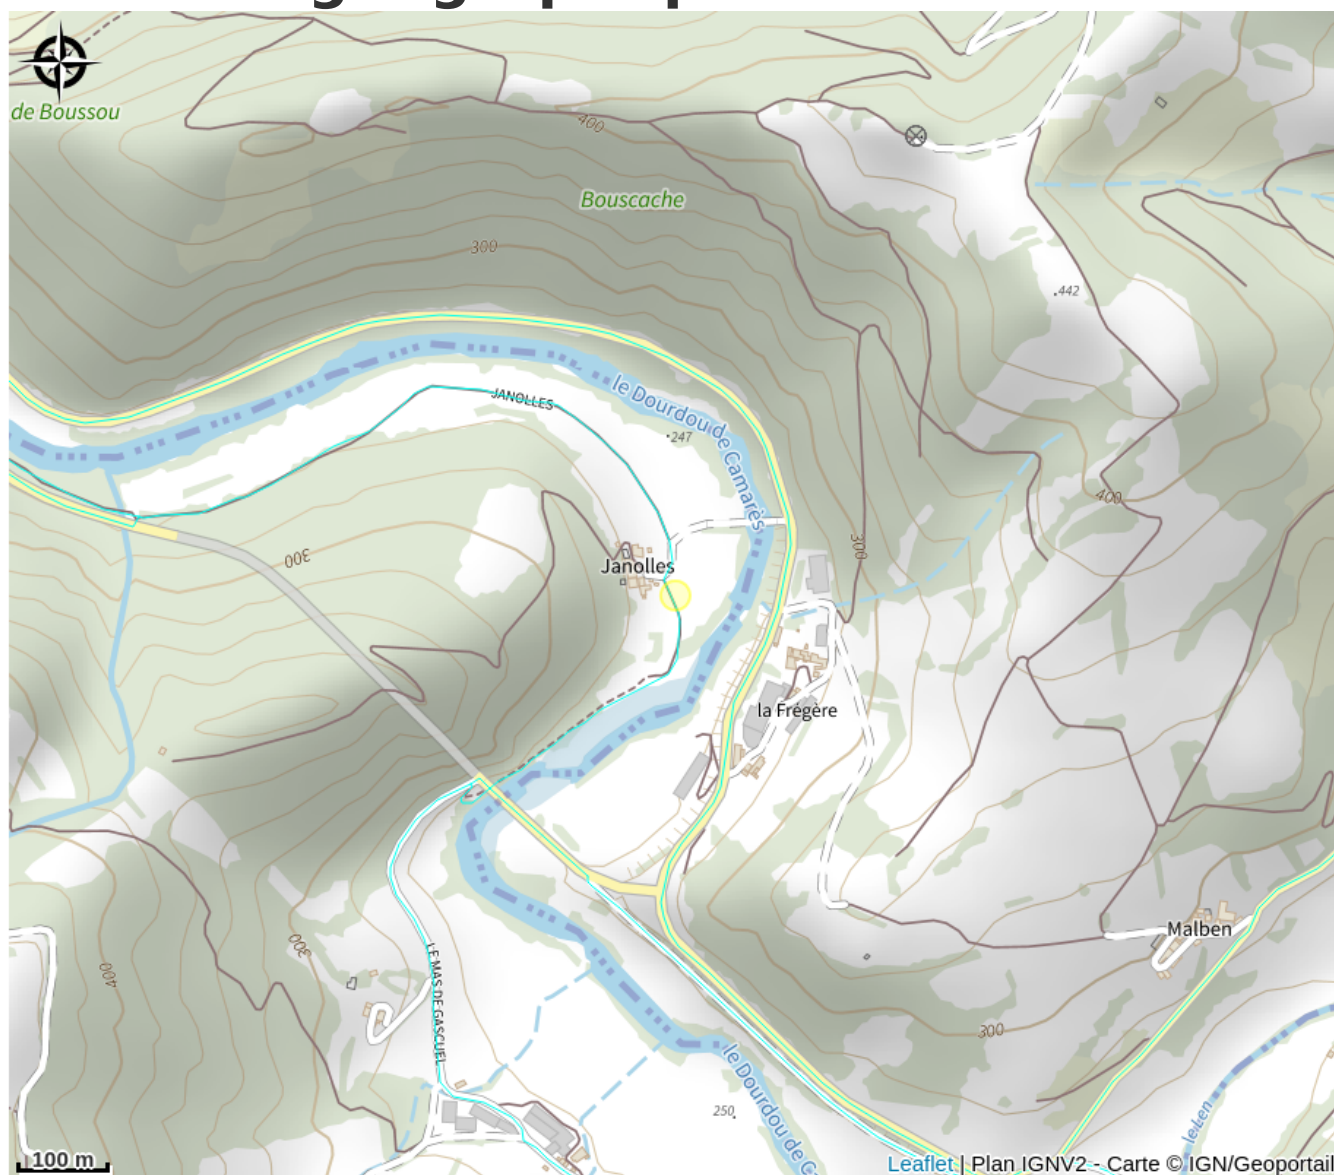 de Boussou
400
Bouscache
300
442
JANOLLES
le Dourdou de Camarès
247
400
300
300
Janolles
la Frégère
Malben
300
400
LE MAS DE GASCUEL
300
le Dourdou de C
250
le Len
100 m
Leaflet | Plan IGNV2 - Carte © IGN/Geoportail